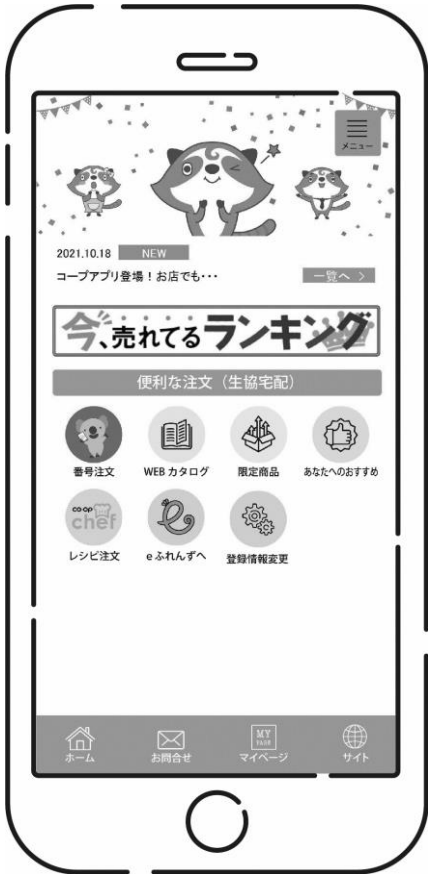 メニュー
2021.10.18 NEW
コープアプリ登場！お店でも・・・ 一覧へ >
今、売れてるランキング
便利な注文（生協宅配）
番号注文 WEBカタログ 限定商品 あなたへのおすすめ
co-op chef
レシピ注文 eふれんずへ 登録情報変更
MY PAGE
ホーム お問合せ マイページ サイト